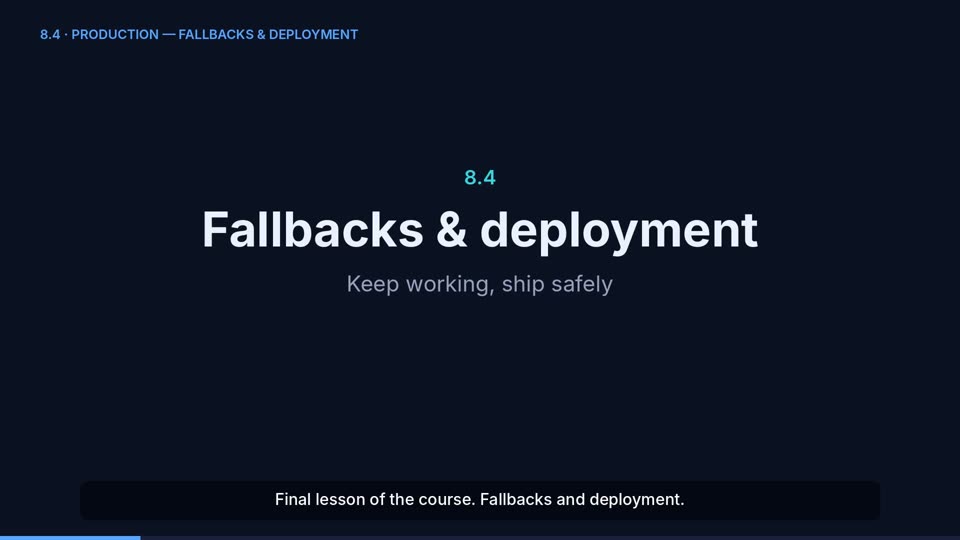 8.4 · PRODUCTION — FALLBACKS & DEPLOYMENT
8.4
Fallbacks & deployment
Keep working, ship safely
Final lesson of the course. Fallbacks and deployment.